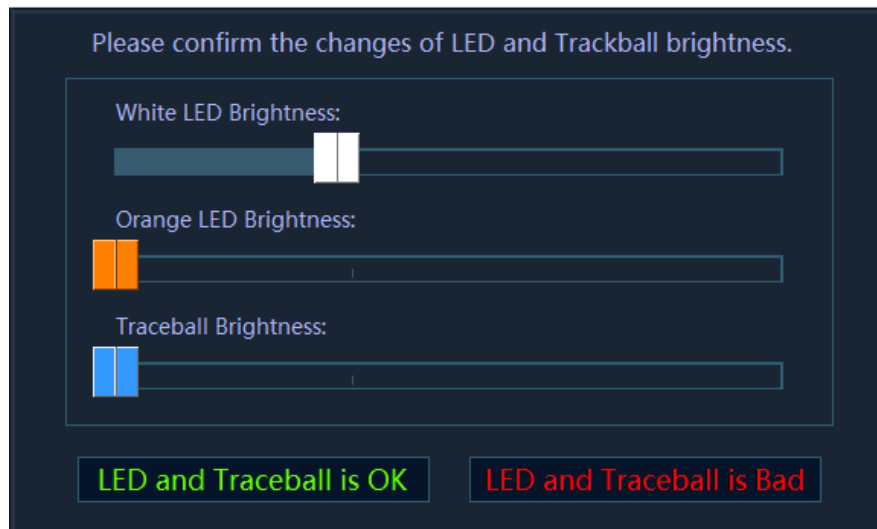 Please confirm the changes of LED and Trackball brightness.
White LED Brightness:
Orange LED Brightness:
Traceball Brightness:
LED and Traceball is OK
LED and Traceball is Bad